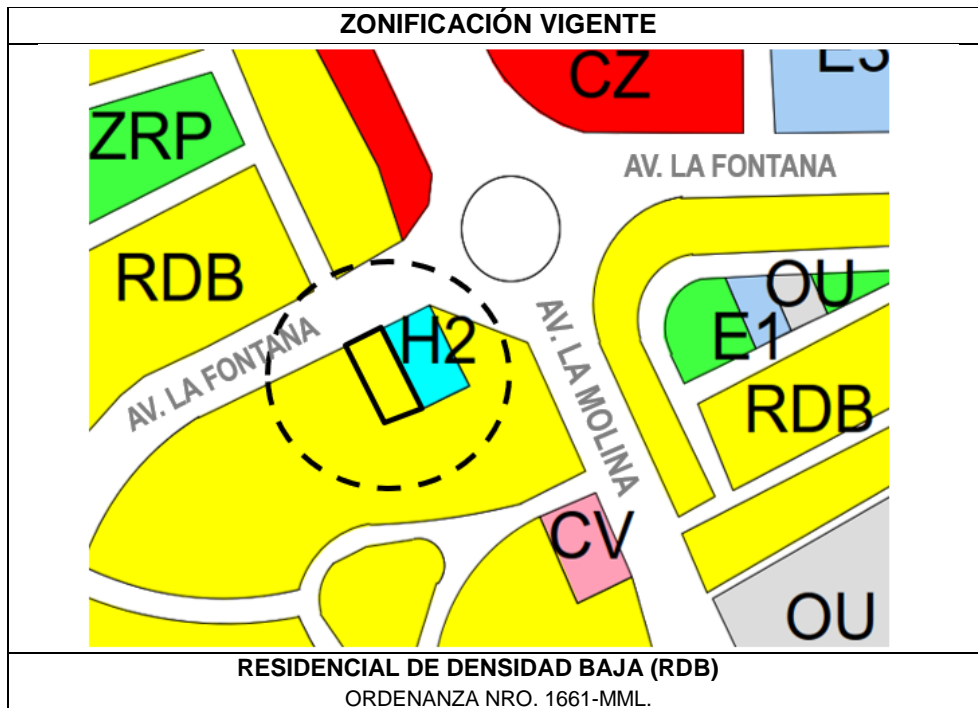 ZONIFICACIÓN VIGENTE
CZ
E3
ZRP
AV. LA FONTANA
RDB
OU
H2
E1
AV. LA FONTANA
AV. LA MOLINA
RDB
CV
OU
RESIDENCIAL DE DENSIDAD BAJA (RDB)
ORDENANZA NRO. 1661-MML.